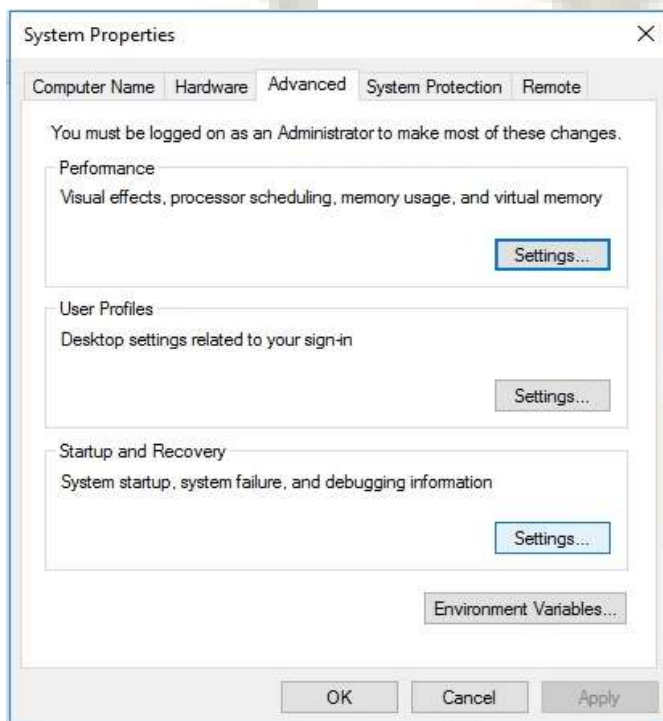 System Properties
Computer Name Hardware Advanced System Protection Remote
You must be logged on as an Administrator to make most of these changes.
Performance
Visual effects, processor scheduling, memory usage, and virtual memory
Settings...
User Profiles
Desktop settings related to your sign-in
Settings...
Startup and Recovery
System startup, system failure, and debugging information
Settings...
Environment Variables...
OK Cancel Apply